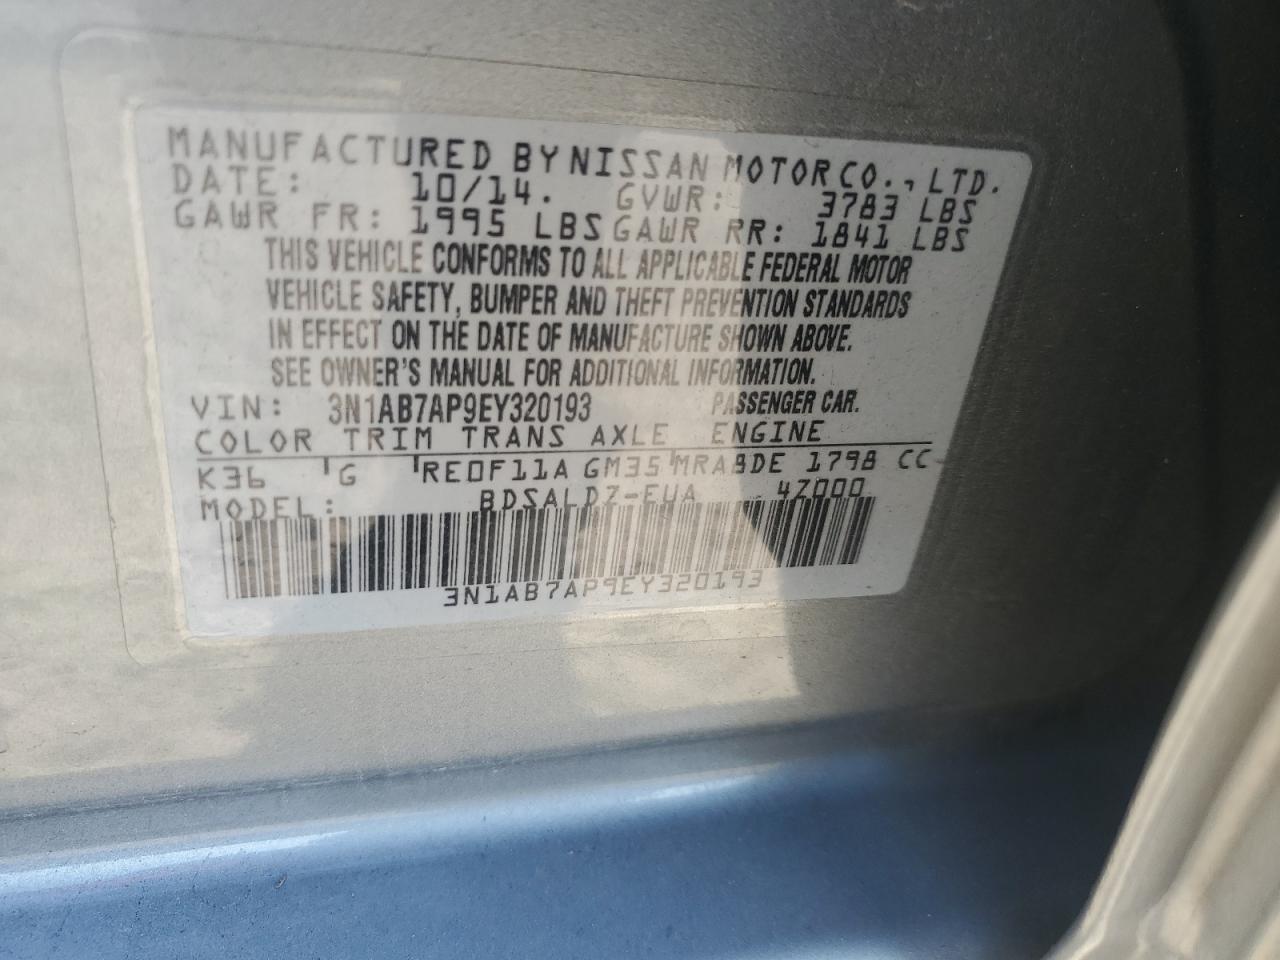 MANUFACTURED BY NISSAN MOTOR CO., LTD.
DATE: 10/14. GVWR: 3783 LBS
GAWR FR: 1995 LBS GAWR RR: 1841 LBS
THIS VEHICLE CONFORMS TO ALL APPLICABLE FEDERAL MOTOR
VEHICLE SAFETY, BUMPER AND THEFT PREVENTION STANDARDS
IN EFFECT ON THE DATE OF MANUFACTURE SHOWN ABOVE.
SEE OWNER'S MANUAL FOR ADDITIONAL INFORMATION.
VIN: 3N1AB7AP9EY320193 PASSENGER CAR.
COLOR TRIM TRANS AXLE ENGINE
K36 G RE0F11A GM35 MRA8DE 1798 CC
MODEL: BDSALDZ-EUA 4Z000
3N1AB7AP9EY320193